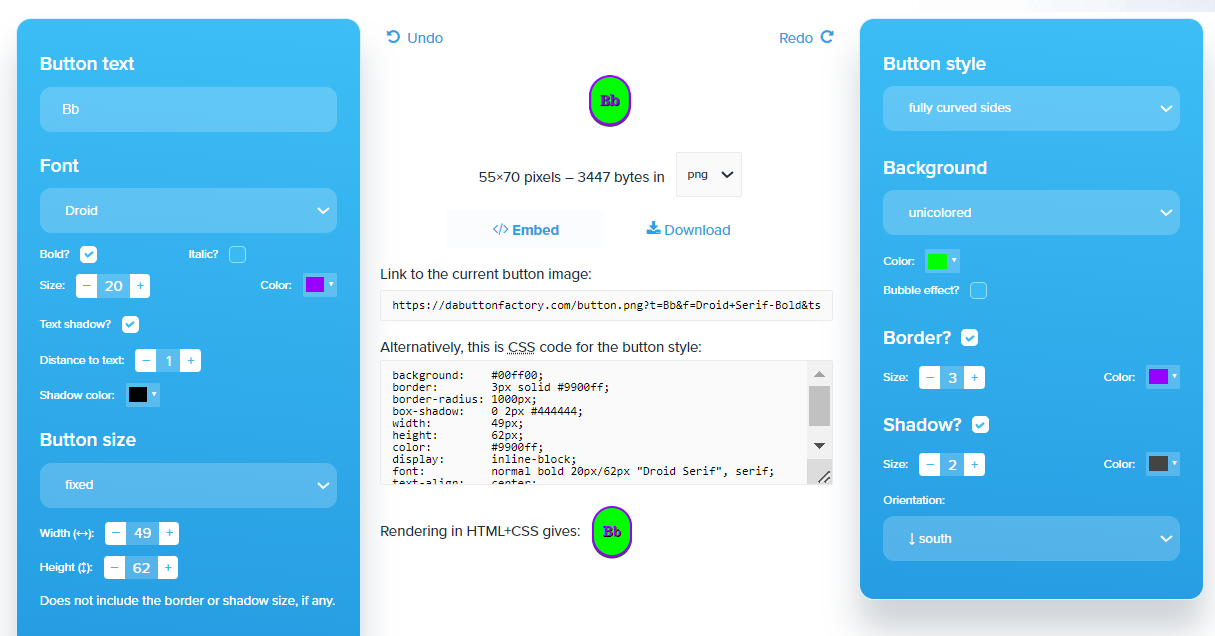 Button text
Bb
Font
Droid
Bold?
Italic?
Size: − 20 +
Color:
Text shadow?
Distance to text: − 1 +
Shadow color:
Button size
fixed
Width (↔): − 49 +
Height (↕): − 62 +
Does not include the border or shadow size, if any.
Undo
Redo
Bb
55×70 pixels – 3447 bytes in png
</> Embed
Download
Link to the current button image:
https://dabuttonfactory.com/button.png?t=Bb&f=Droid+Serif-Bold&ts
Alternatively, this is CSS code for the button style:
background: #00ff00;
border: 3px solid #9900ff;
border-radius: 1000px;
box-shadow: 0 2px #444444;
width: 49px;
height: 62px;
color: #9900ff;
display: inline-block;
font: normal bold 20px/62px "Droid Serif", serif;
text-align: center;
Rendering in HTML+CSS gives: Bb
Button style
fully curved sides
Background
unicolored
Color:
Bubble effect?
Border?
Size: − 3 +
Color:
Shadow?
Size: − 2 +
Color:
Orientation:
↓ south